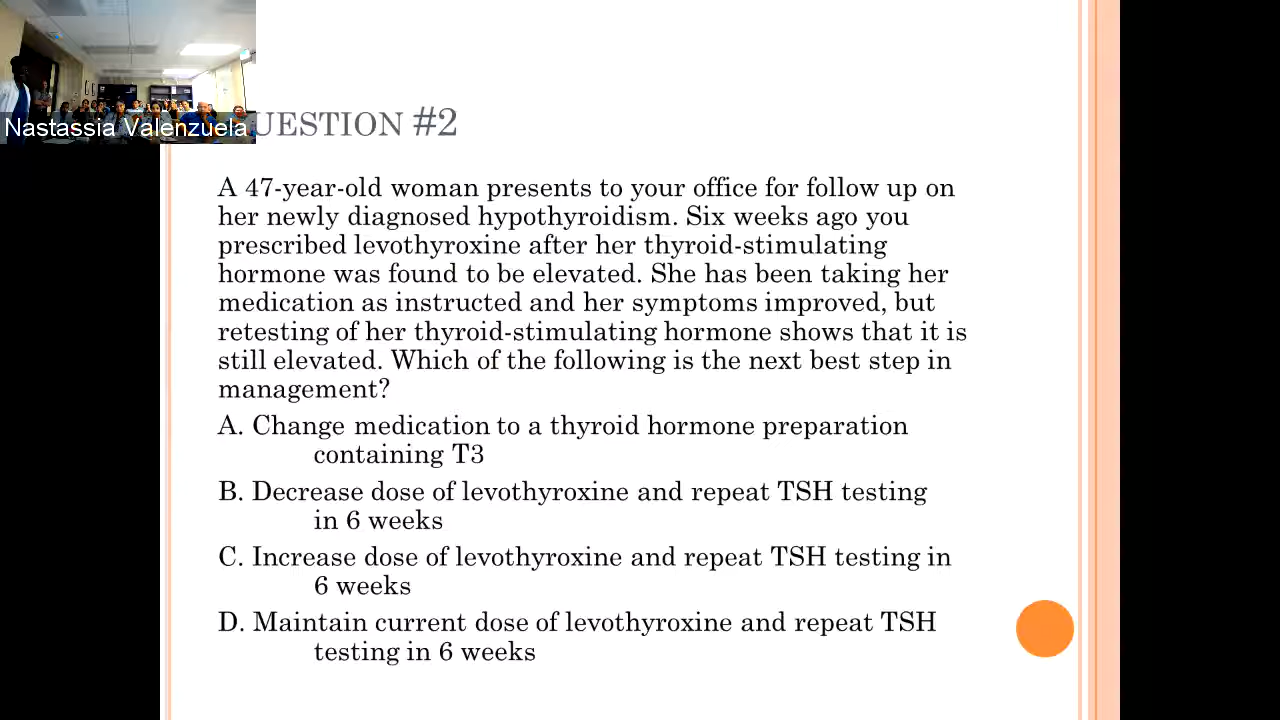 Nastassia Valenzuela
UESTION #2
A 47-year-old woman presents to your office for follow up on
her newly diagnosed hypothyroidism. Six weeks ago you
prescribed levothyroxine after her thyroid-stimulating
hormone was found to be elevated. She has been taking her
medication as instructed and her symptoms improved, but
retesting of her thyroid-stimulating hormone shows that it is
still elevated. Which of the following is the next best step in
management?
A. Change medication to a thyroid hormone preparation
containing T3
B. Decrease dose of levothyroxine and repeat TSH testing
in 6 weeks
C. Increase dose of levothyroxine and repeat TSH testing in
6 weeks
D. Maintain current dose of levothyroxine and repeat TSH
testing in 6 weeks